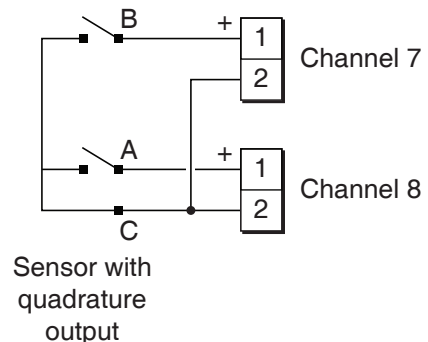 B
+
1
Channel 7
2
A
+
1
Channel 8
2
C
Sensor with
quadrature
output